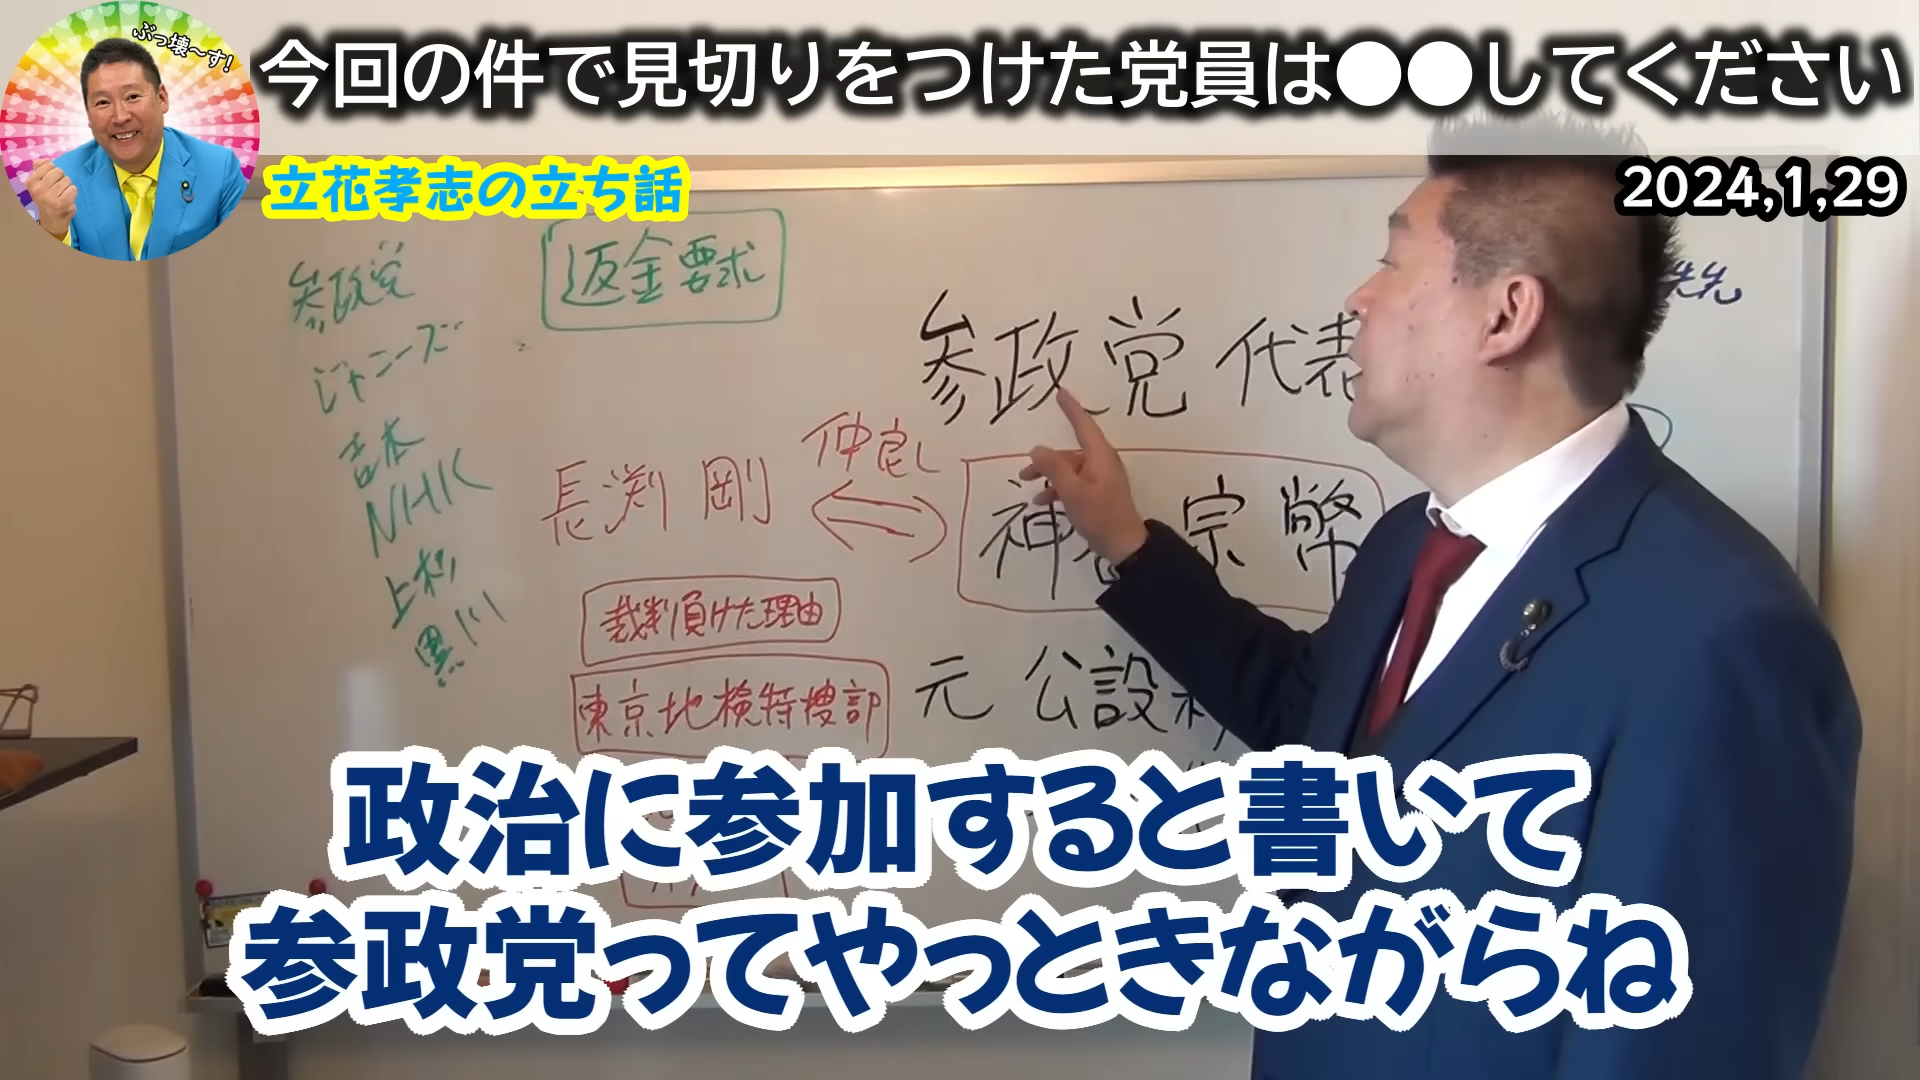 ぶっ壊〜す!
今回の件で見切りをつけた党員は●●してください
立花孝志の立ち話
2024,1,29
参政党
ジャニーズ
吉本
NHK
上杉
黒川
返金要求
参政党 代表
仲良し
長渕 剛
宗幣
裁判負けた理由
東京地検特捜部
元 公設
政治に参加すると書いて
参政党ってやっときながらね